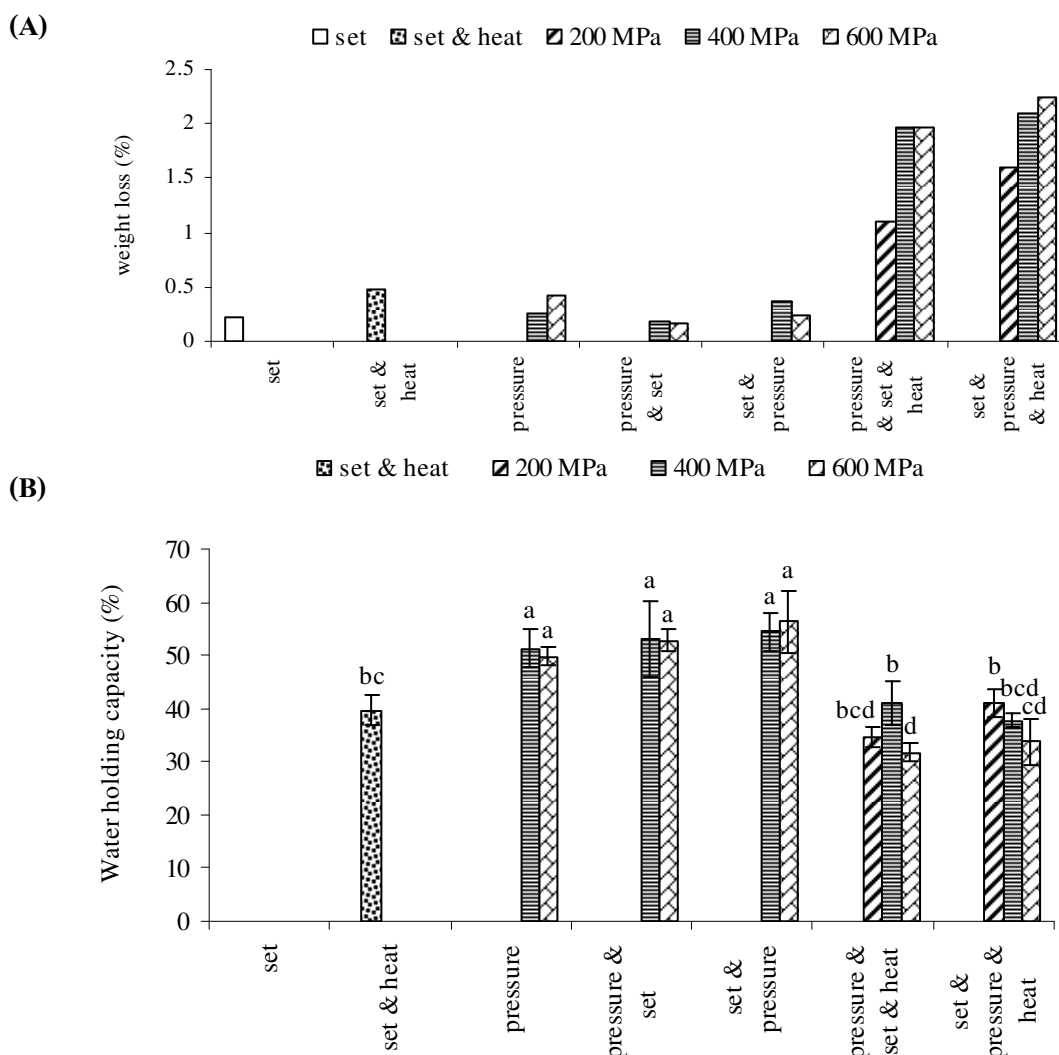 (A)
set set & heat 200 MPa 400 MPa 600 MPa
weight loss (%)
2.5
2
1.5
1
0.5
0
set
set &
heat
pressure
pressure
& set
set &
pressure
pressure
& set &
heat
set &
pressure
& heat
(B)
set & heat 200 MPa 400 MPa 600 MPa
Water holding capacity (%)
70
60
50
40
30
20
10
0
bc
a
a
a
a
a
a
bcd
b
d
b
bcd
cd
set
set & heat
pressure
pressure &
set
set &
pressure
pressure &
set & heat
set &
pressure &
heat